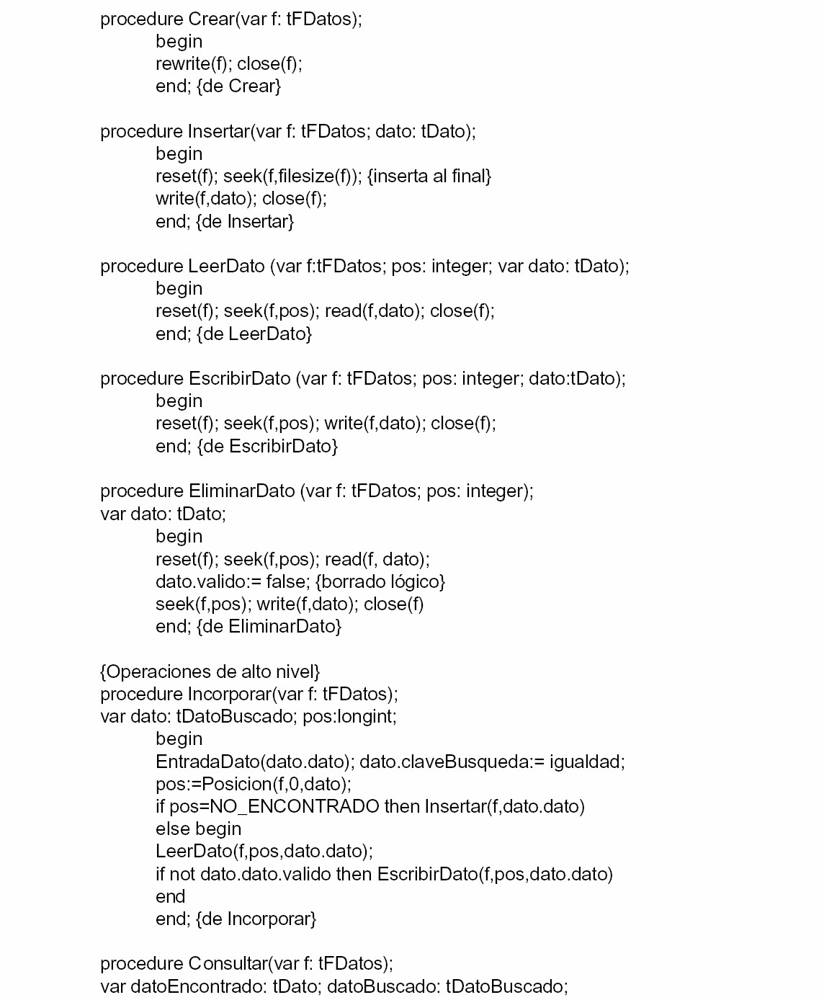 procedure Crear(var f: tFDatos);
begin
rewrite(f); close(f);
end; {de Crear}
procedure Insertar(var f: tFDatos; dato: tDato);
begin
reset(f); seek(f,filesize(f)); {inserta al final}
write(f,dato); close(f);
end; {de Insertar}
procedure LeerDato (var f:tFDatos; pos: integer; var dato: tDato);
begin
reset(f); seek(f,pos); read(f,dato); close(f);
end; {de LeerDato}
procedure EscribirDato (var f: tFDatos; pos: integer; dato:tDato);
begin
reset(f); seek(f,pos); write(f,dato); close(f);
end; {de EscribirDato}
procedure EliminarDato (var f: tFDatos; pos: integer);
var dato: tDato;
begin
reset(f); seek(f,pos); read(f, dato);
dato.valido:= false; {borrado lógico}
seek(f,pos); write(f,dato); close(f)
end; {de EliminarDato}
{Operaciones de alto nivel}
procedure Incorporar(var f: tFDatos);
var dato: tDatoBuscado; pos:longint;
begin
EntradaDato(dato.dato); dato.claveBusqueda:= igualdad;
pos:=Posicion(f,0,dato);
if pos=NO_ENCONTRADO then Insertar(f,dato.dato)
else begin
LeerDato(f,pos,dato.dato);
if not dato.dato.valido then EscribirDato(f,pos,dato.dato)
end
end; {de Incorporar}
procedure Consultar(var f: tFDatos);
var datoEncontrado: tDato; datoBuscado: tDatoBuscado;